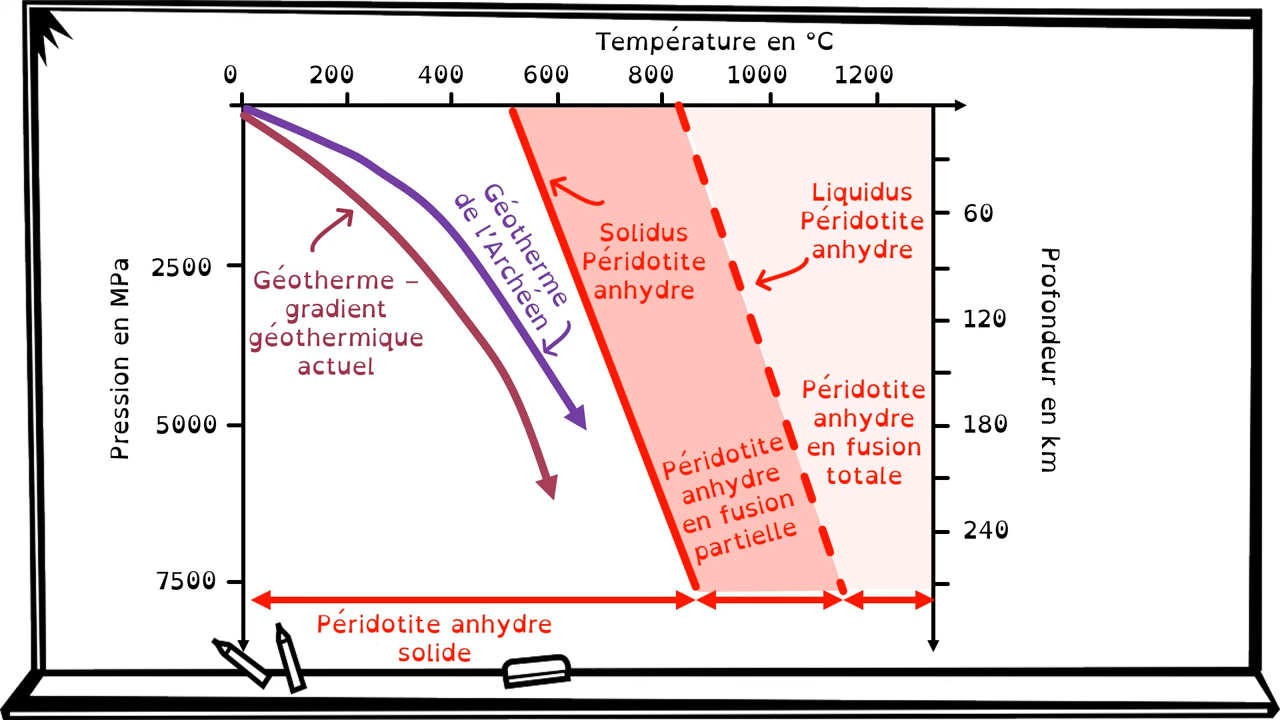 Température en °C
0 200 400 600 800 1000 1200
Pression en MPa
2500
5000
7500
Géotherme –
gradient
géothermique
actuel
Géotherme
de l'Archéen
Solidus
Péridotite
anhydre
Liquidus
Péridotite
anhydre
Péridotite
anhydre
en fusion
partielle
Péridotite
anhydre
en fusion
totale
60
120
180
240
Profondeur en km
Péridotite anhydre
solide